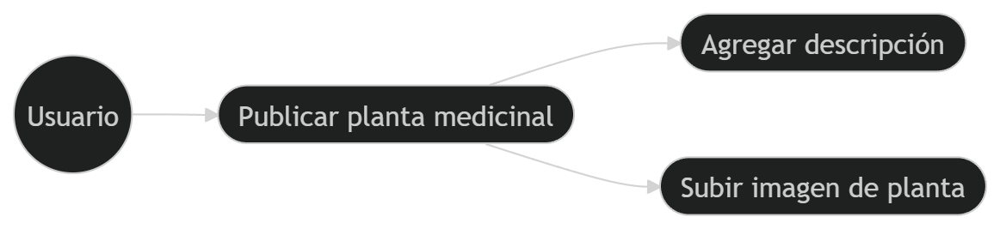 Usuario
Publicar planta medicinal
Agregar descripción
Subir imagen de planta